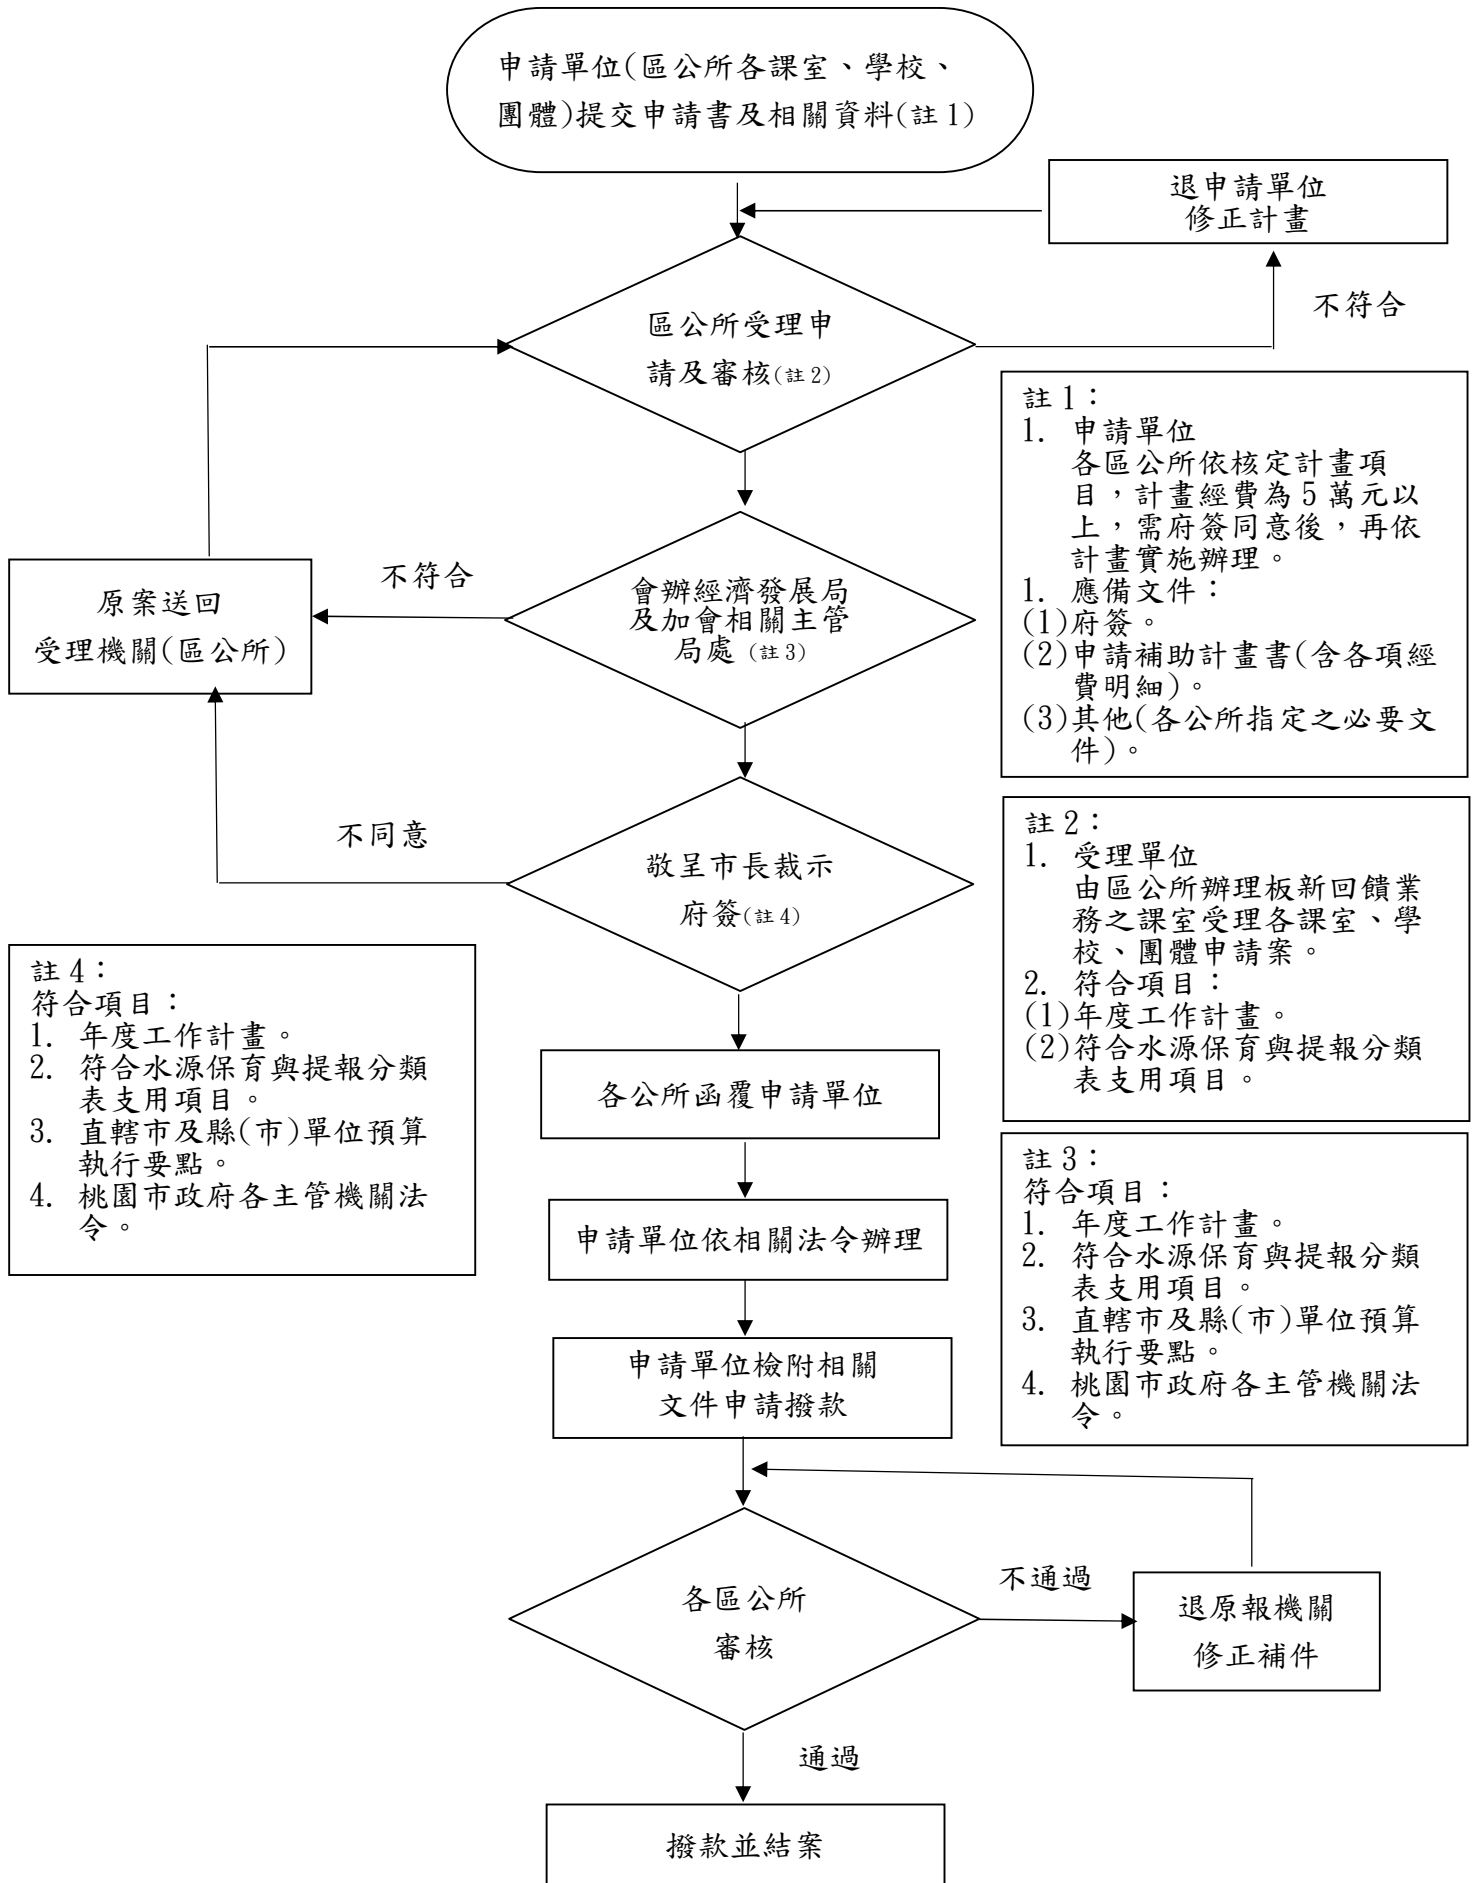 申請單位(區公所各課室、學校、
團體)提交申請書及相關資料(註1)
退申請單位
修正計畫
不符合
區公所受理申
請及審核(註2)
註1：
1. 申請單位
各區公所依核定計畫項
目，計畫經費為5萬元以
上，需府簽同意後，再依
計畫實施辦理。
1. 應備文件：
(1)府簽。
(2)申請補助計畫書(含各項經
費明細)。
(3)其他(各公所指定之必要文
件)。
不符合
原案送回
受理機關(區公所)
會辦經濟發展局
及加會相關主管
局處(註3)
不同意
敬呈市長裁示
府簽(註4)
註2：
1. 受理單位
由區公所辦理板新回饋業
務之課室受理各課室、學
校、團體申請案。
2. 符合項目：
(1)年度工作計畫。
(2)符合水源保育與提報分類
表支用項目。
註4：
符合項目：
1. 年度工作計畫。
2. 符合水源保育與提報分類
表支用項目。
3. 直轄市及縣(市)單位預算
執行要點。
4. 桃園市政府各主管機關法
令。
各公所函覆申請單位
註3：
符合項目：
1. 年度工作計畫。
2. 符合水源保育與提報分類
表支用項目。
3. 直轄市及縣(市)單位預算
執行要點。
4. 桃園市政府各主管機關法
令。
申請單位依相關法令辦理
申請單位檢附相關
文件申請撥款
各區公所
審核
不通過
退原報機關
修正補件
通過
撥款並結案